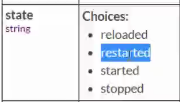 state
string
Choices:
reloaded
restarted
started
stopped